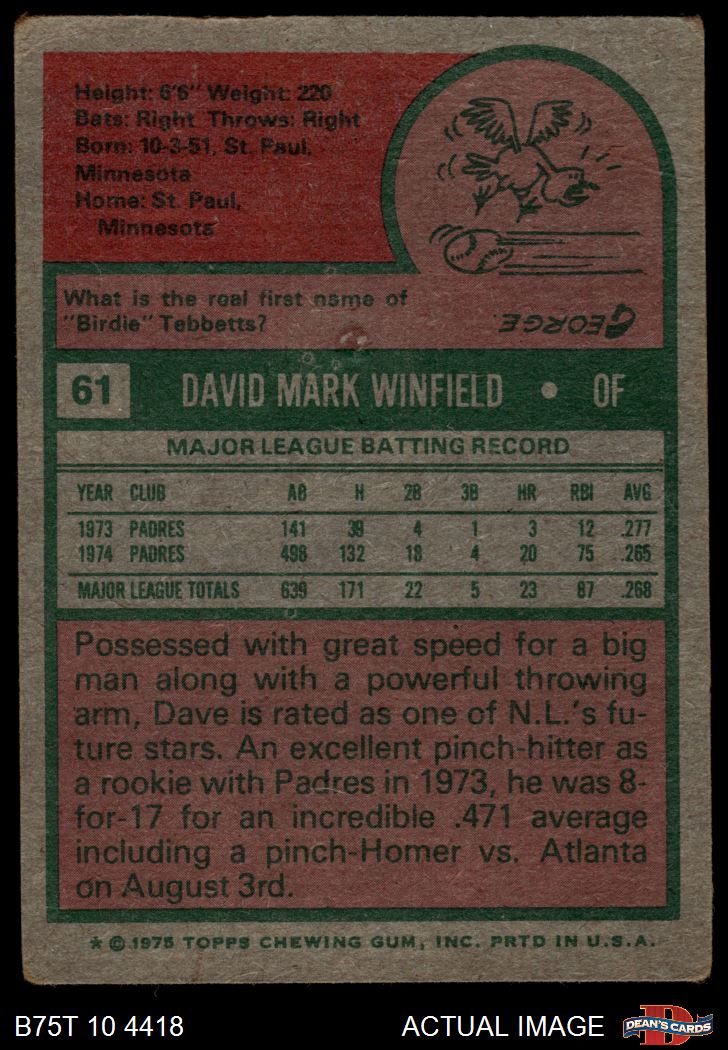 Height: 6'6" Weight: 220
Bats: Right Throws: Right
Born: 10-3-51, St. Paul,
Minnesota
Home: St. Paul,
Minnesota
What is the real first name of
"Birdie" Tebbetts?
GEORGE.
61 DAVID MARK WINFIELD • OF
MAJOR LEAGUE BATTING RECORD
YEAR CLUB AB H 2B 3B HR RBI AVG
1973 PADRES 141 39 4 1 3 12 .277
1974 PADRES 498 132 18 4 20 75 .265
MAJOR LEAGUE TOTALS 639 171 22 5 23 87 .268
Possessed with great speed for a big
man along with a powerful throwing
arm, Dave is rated as one of N.L.'s fu-
ture stars. An excellent pinch-hitter as
a rookie with Padres in 1973, he was 8-
for-17 for an incredible .471 average
including a pinch-Homer vs. Atlanta
on August 3rd.
* © 1975 TOPPS CHEWING GUM, INC. PRTD IN U.S.A.
B75T 10 4418 ACTUAL IMAGE DEAN'S CARDS